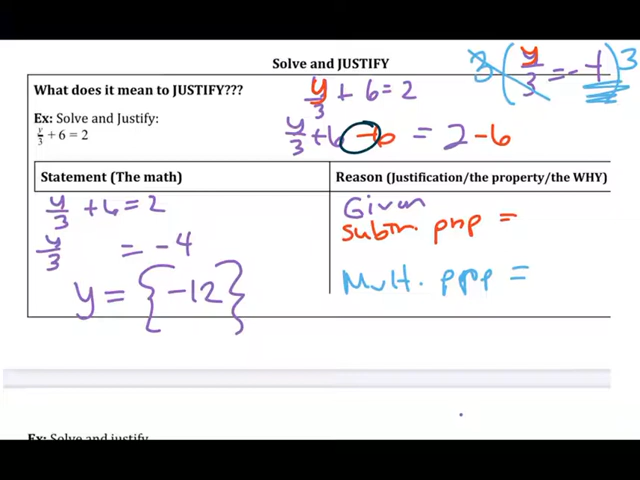 Solve and JUSTIFY
3(y/3 = -4)3
What does it mean to JUSTIFY???
y/3 + 6 = 2
Ex: Solve and Justify:
y/3 + 6 = 2
y/3 + 6 - 6 = 2 - 6
Statement (The math)
Reason (Justification/the property/the WHY)
y/3 + 6 = 2
Given
y/3 = -4
subtr. prop =
y = {-12}
Mult. prop =
Ex: Solve and justify